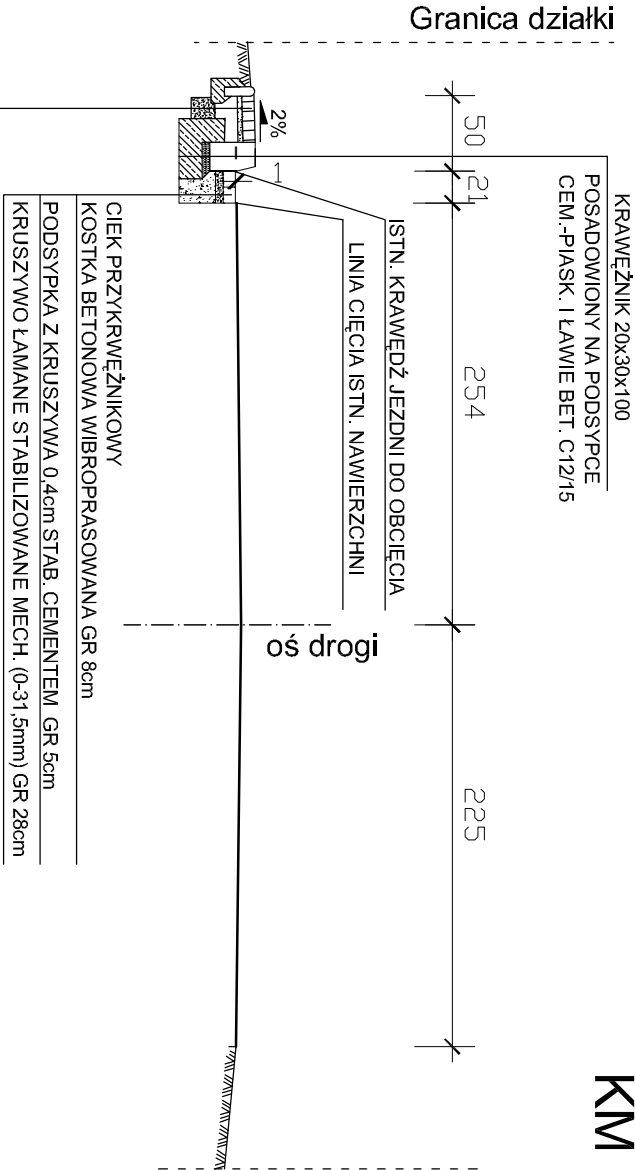 Granica działki
KRAWĘŻNIK 20x30x100
POSADOWIONY NA PODSYPCE
CEM.-PIASK. I ŁAWIE BET. C12/15
KM
50
21
254
225
2%
1
ISTN. KRAWĘDŹ JEZDNI DO OBCIĘCIA
LINIA CIĘCIA ISTN. NAWIERZCHNI
oś drogi
CIEK PRZYKRWĘŻNIKOWY
KOSTKA BETONOWA WIBROPRASOWANA GR 8cm
PODSYPKA Z KRUSZYWA 0,4cm STAB. CEMENTEM GR 5cm
KRUSZYWO ŁAMANE STABILIZOWANE MECH. (0-31,5mm) GR 28cm